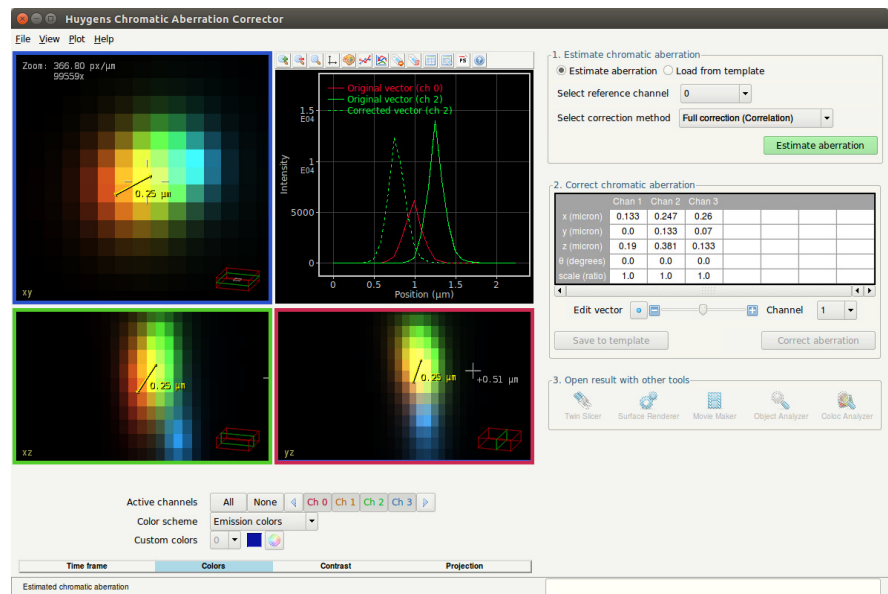 Huygens Chromatic Aberration Corrector
File View Plot Help
Zoom: 366.80 px/μm
99559x
0.25 μm
xy
Original vector (ch 0)
Original vector (ch 2)
Corrected vector (ch 2)
Intensity
1.5
E04
1
E04
5000
0
0 0.5 1 1.5 2
Position (μm)
FS
0.25 μm
xz
0.29 μm
+0.51 μm
yz
Active channels All None Ch 0 Ch 1 Ch 2 Ch 3
Color scheme Emission colors
Custom colors 0
Time frame Colors Contrast Projection
Estimated chromatic aberration
1. Estimate chromatic aberration
Estimate aberration Load from template
Select reference channel 0
Select correction method Full correction (Correlation)
Estimate aberration
2. Correct chromatic aberration
Chan 1 Chan 2 Chan 3
x (micron) 0.133 0.247 0.26
y (micron) 0.0 0.133 0.07
z (micron) 0.19 0.381 0.133
θ (degrees) 0.0 0.0 0.0
scale (ratio) 1.0 1.0 1.0
Edit vector Channel 1
Save to template Correct aberration
3. Open result with other tools
Twin Slicer Surface Renderer Movie Maker Object Analyzer Coloc Analyzer